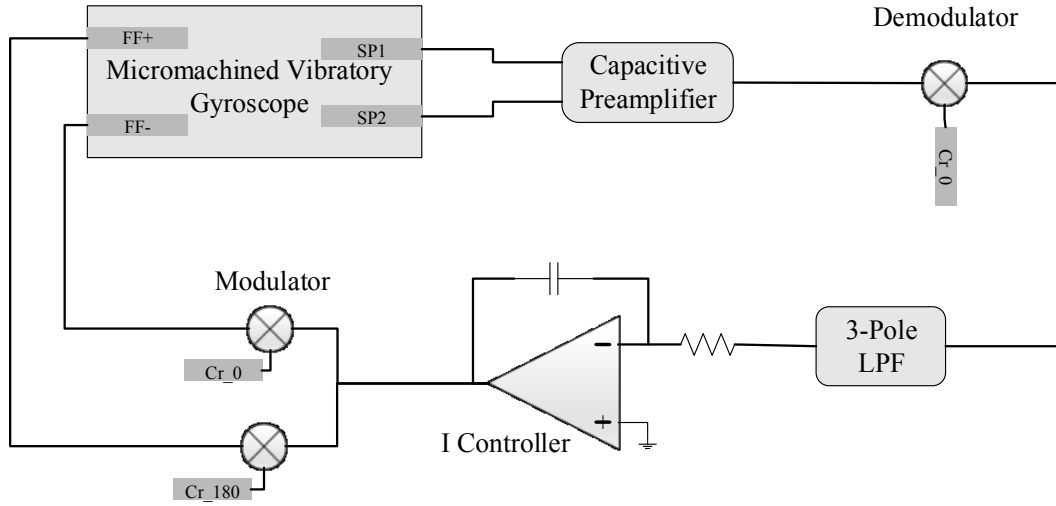 Demodulator
FF+
SP1
Micromachined Vibratory
Gyroscope
SP2
FF-
Capacitive
Preamplifier
Cr_0
Modulator
Cr_0
3-Pole
LPF
I Controller
Cr_180